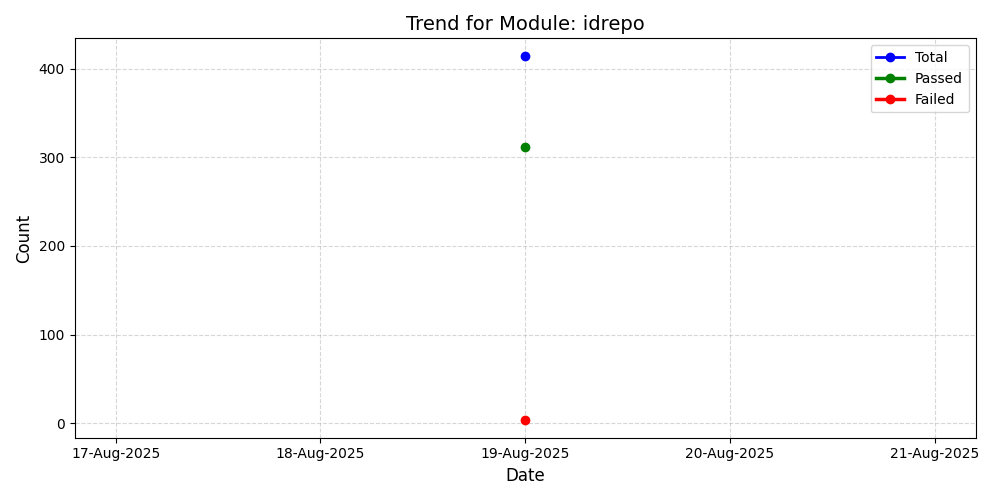 Trend for Module: idrepo
Total
Passed
Failed
400
300
200
100
0
Count
17-Aug-2025
18-Aug-2025
19-Aug-2025
20-Aug-2025
21-Aug-2025
Date